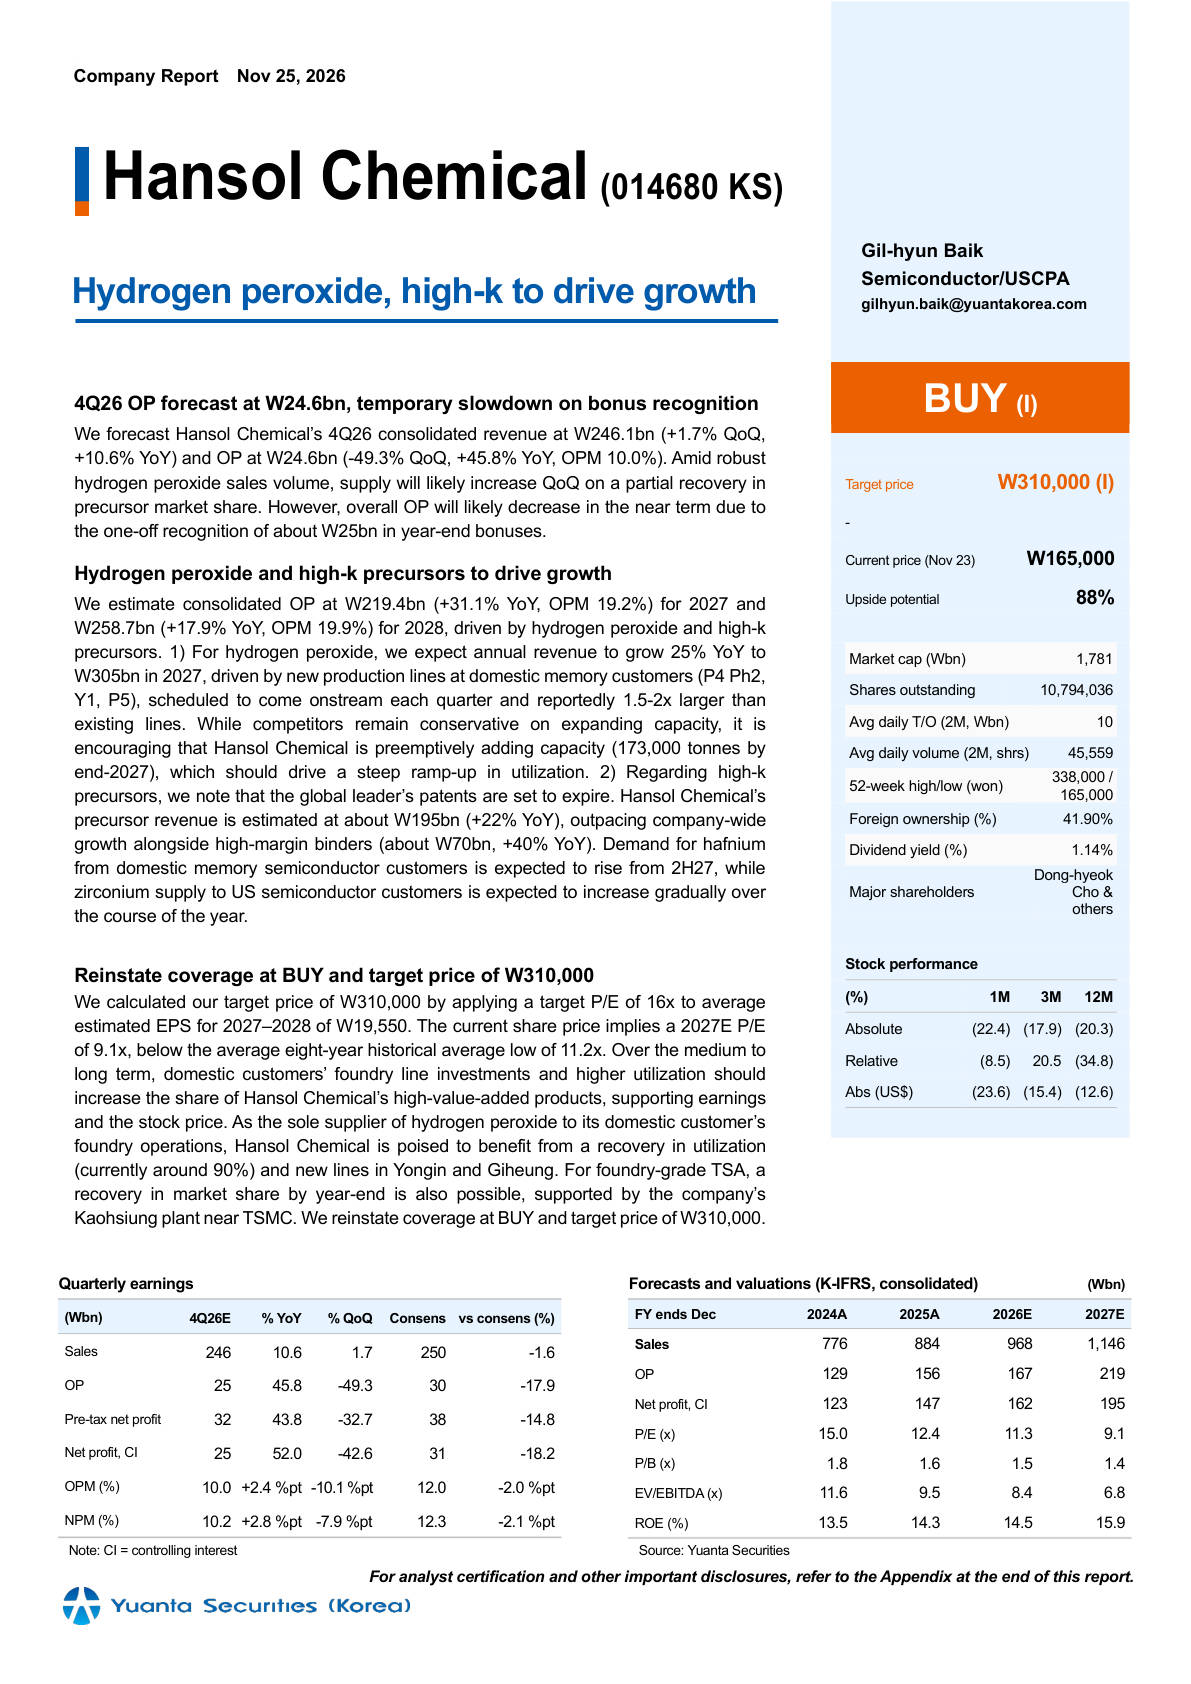 Company Report Nov 25, 2026
Hansol Chemical (014680 KS)
Hydrogen peroxide, high-k to drive growth
4Q26 OP forecast at W24.6bn, temporary slowdown on bonus recognition
We forecast Hansol Chemical’s 4Q26 consolidated revenue at W246.1bn (+1.7% QoQ,
+10.6% YoY) and OP at W24.6bn (-49.3% QoQ, +45.8% YoY, OPM 10.0%). Amid robust
hydrogen peroxide sales volume, supply will likely increase QoQ on a partial recovery in
precursor market share. However, overall OP will likely decrease in the near term due to
the one-off recognition of about W25bn in year-end bonuses.
Hydrogen peroxide and high-k precursors to drive growth
We estimate consolidated OP at W219.4bn (+31.1% YoY, OPM 19.2%) for 2027 and
W258.7bn (+17.9% YoY, OPM 19.9%) for 2028, driven by hydrogen peroxide and high-k
precursors. 1) For hydrogen peroxide, we expect annual revenue to grow 25% YoY to
W305bn in 2027, driven by new production lines at domestic memory customers (P4 Ph2,
Y1, P5), scheduled to come onstream each quarter and reportedly 1.5-2x larger than
existing lines. While competitors remain conservative on expanding capacity, it is
encouraging that Hansol Chemical is preemptively adding capacity (173,000 tonnes by
end-2027), which should drive a steep ramp-up in utilization. 2) Regarding high-k
precursors, we note that the global leader’s patents are set to expire. Hansol Chemical’s
precursor revenue is estimated at about W195bn (+22% YoY), outpacing company-wide
growth alongside high-margin binders (about W70bn, +40% YoY). Demand for hafnium
from domestic memory semiconductor customers is expected to rise from 2H27, while
zirconium supply to US semiconductor customers is expected to increase gradually over
the course of the year.
Reinstate coverage at BUY and target price of W310,000
We calculated our target price of W310,000 by applying a target P/E of 16x to average
estimated EPS for 2027–2028 of W19,550. The current share price implies a 2027E P/E
of 9.1x, below the average eight-year historical average low of 11.2x. Over the medium to
long term, domestic customers’ foundry line investments and higher utilization should
increase the share of Hansol Chemical’s high-value-added products, supporting earnings
and the stock price. As the sole supplier of hydrogen peroxide to its domestic customer’s
foundry operations, Hansol Chemical is poised to benefit from a recovery in utilization
(currently around 90%) and new lines in Yongin and Giheung. For foundry-grade TSA, a
recovery in market share by year-end is also possible, supported by the company’s
Kaohsiung plant near TSMC. We reinstate coverage at BUY and target price of W310,000.
Gil-hyun Baik
Semiconductor/USCPA
gilhyun.baik@yuantakorea.com
BUY (I)
Target price W310,000 (I)
-
Current price (Nov 23) W165,000
Upside potential 88%
Market cap (Wbn) 1,781
Shares outstanding 10,794,036
Avg daily T/O (2M, Wbn) 10
Avg daily volume (2M, shrs) 45,559
52-week high/low (won) 338,000 /
165,000
Foreign ownership (%) 41.90%
Dividend yield (%) 1.14%
Major shareholders Dong-hyeok
Cho &
others
Stock performance
(%) 1M 3M 12M
Absolute (22.4) (17.9) (20.3)
Relative (8.5) 20.5 (34.8)
Abs (US$) (23.6) (15.4) (12.6)
Quarterly earnings
(Wbn) 4Q26E % YoY % QoQ Consens vs consens (%)
Sales 246 10.6 1.7 250 -1.6
OP 25 45.8 -49.3 30 -17.9
Pre-tax net profit 32 43.8 -32.7 38 -14.8
Net profit, CI 25 52.0 -42.6 31 -18.2
OPM (%) 10.0 +2.4 %pt -10.1 %pt 12.0 -2.0 %pt
NPM (%) 10.2 +2.8 %pt -7.9 %pt 12.3 -2.1 %pt
Note: CI = controlling interest
Forecasts and valuations (K-IFRS, consolidated) (Wbn)
FY ends Dec 2024A 2025A 2026E 2027E
Sales 776 884 968 1,146
OP 129 156 167 219
Net profit, CI 123 147 162 195
P/E (x) 15.0 12.4 11.3 9.1
P/B (x) 1.8 1.6 1.5 1.4
EV/EBITDA (x) 11.6 9.5 8.4 6.8
ROE (%) 13.5 14.3 14.5 15.9
Source: Yuanta Securities
For analyst certification and other important disclosures, refer to the Appendix at the end of this report.
Yuanta Securities (Korea)